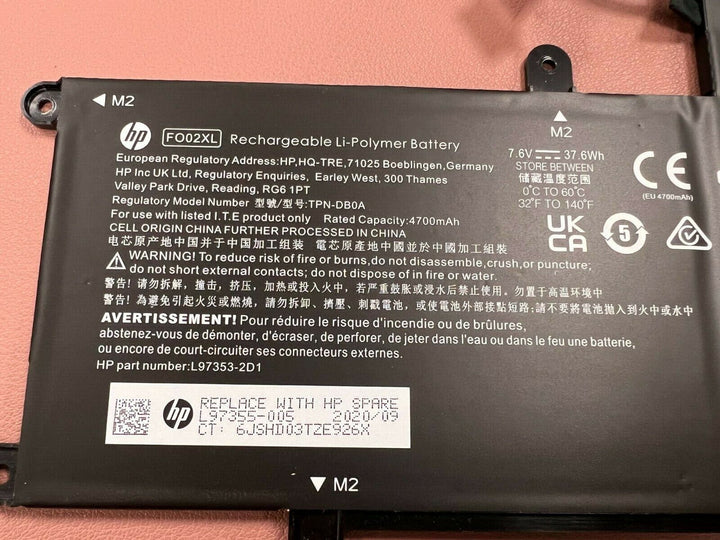 ◀ M2
hp FO02XL Rechargeable Li-Polymer Battery
European Regulatory Address:HP,HQ-TRE,71025 Boeblingen,Germany
HP Inc UK Ltd, Regulatory Enquiries, Earley West, 300 Thames
Valley Park Drive, Reading, RG6 1PT
Regulatory Model Number 型號/型号:TPN-DB0A
For use with listed I.T.E product only Rated Capacity:4700mAh
CELL ORIGIN CHINA FURTHER PROCESSED IN CHINA
电芯原产地中国并于中国加工组装 電芯原產地中國並於中國加工組裝
▲
M2
7.6V 37.6Wh
STORE BETWEEN
储藏温度范围
0°C TO 60°C
32°F TO 140°F
CE
(EU 4700mAh)
UK
CA
5
WARNING! To reduce risk of fire or burns,do not disassemble,crush,or puncture;
do not short external contacts; do not dispose of in fire or water.
警告! 请勿拆解，撞击，挤压，加热或投入火中，若严重鼓胀或浸水后禁止使用。勿置于高温环境中
警告! 為避免引起火災或燃燒，請勿拆卸、擠壓、刺戳電池，或使電池外部接點短路;請不要將電池拋入到火中或水中
AVERTISSEMENT! Pour réduire le risque d'incendie ou de brûlures,
abstenez-vous de démonter, d'écraser, de perforer, de jeter dans l'eau ou dans le feu une batterie,
ou encore de court-circuiter ses connecteurs externes.
HP part number:L97353-2D1
hp
REPLACE WITH HP SPARE
L97355-005 2020/09
CT: 6JSHD03TZE926X
▼ M2